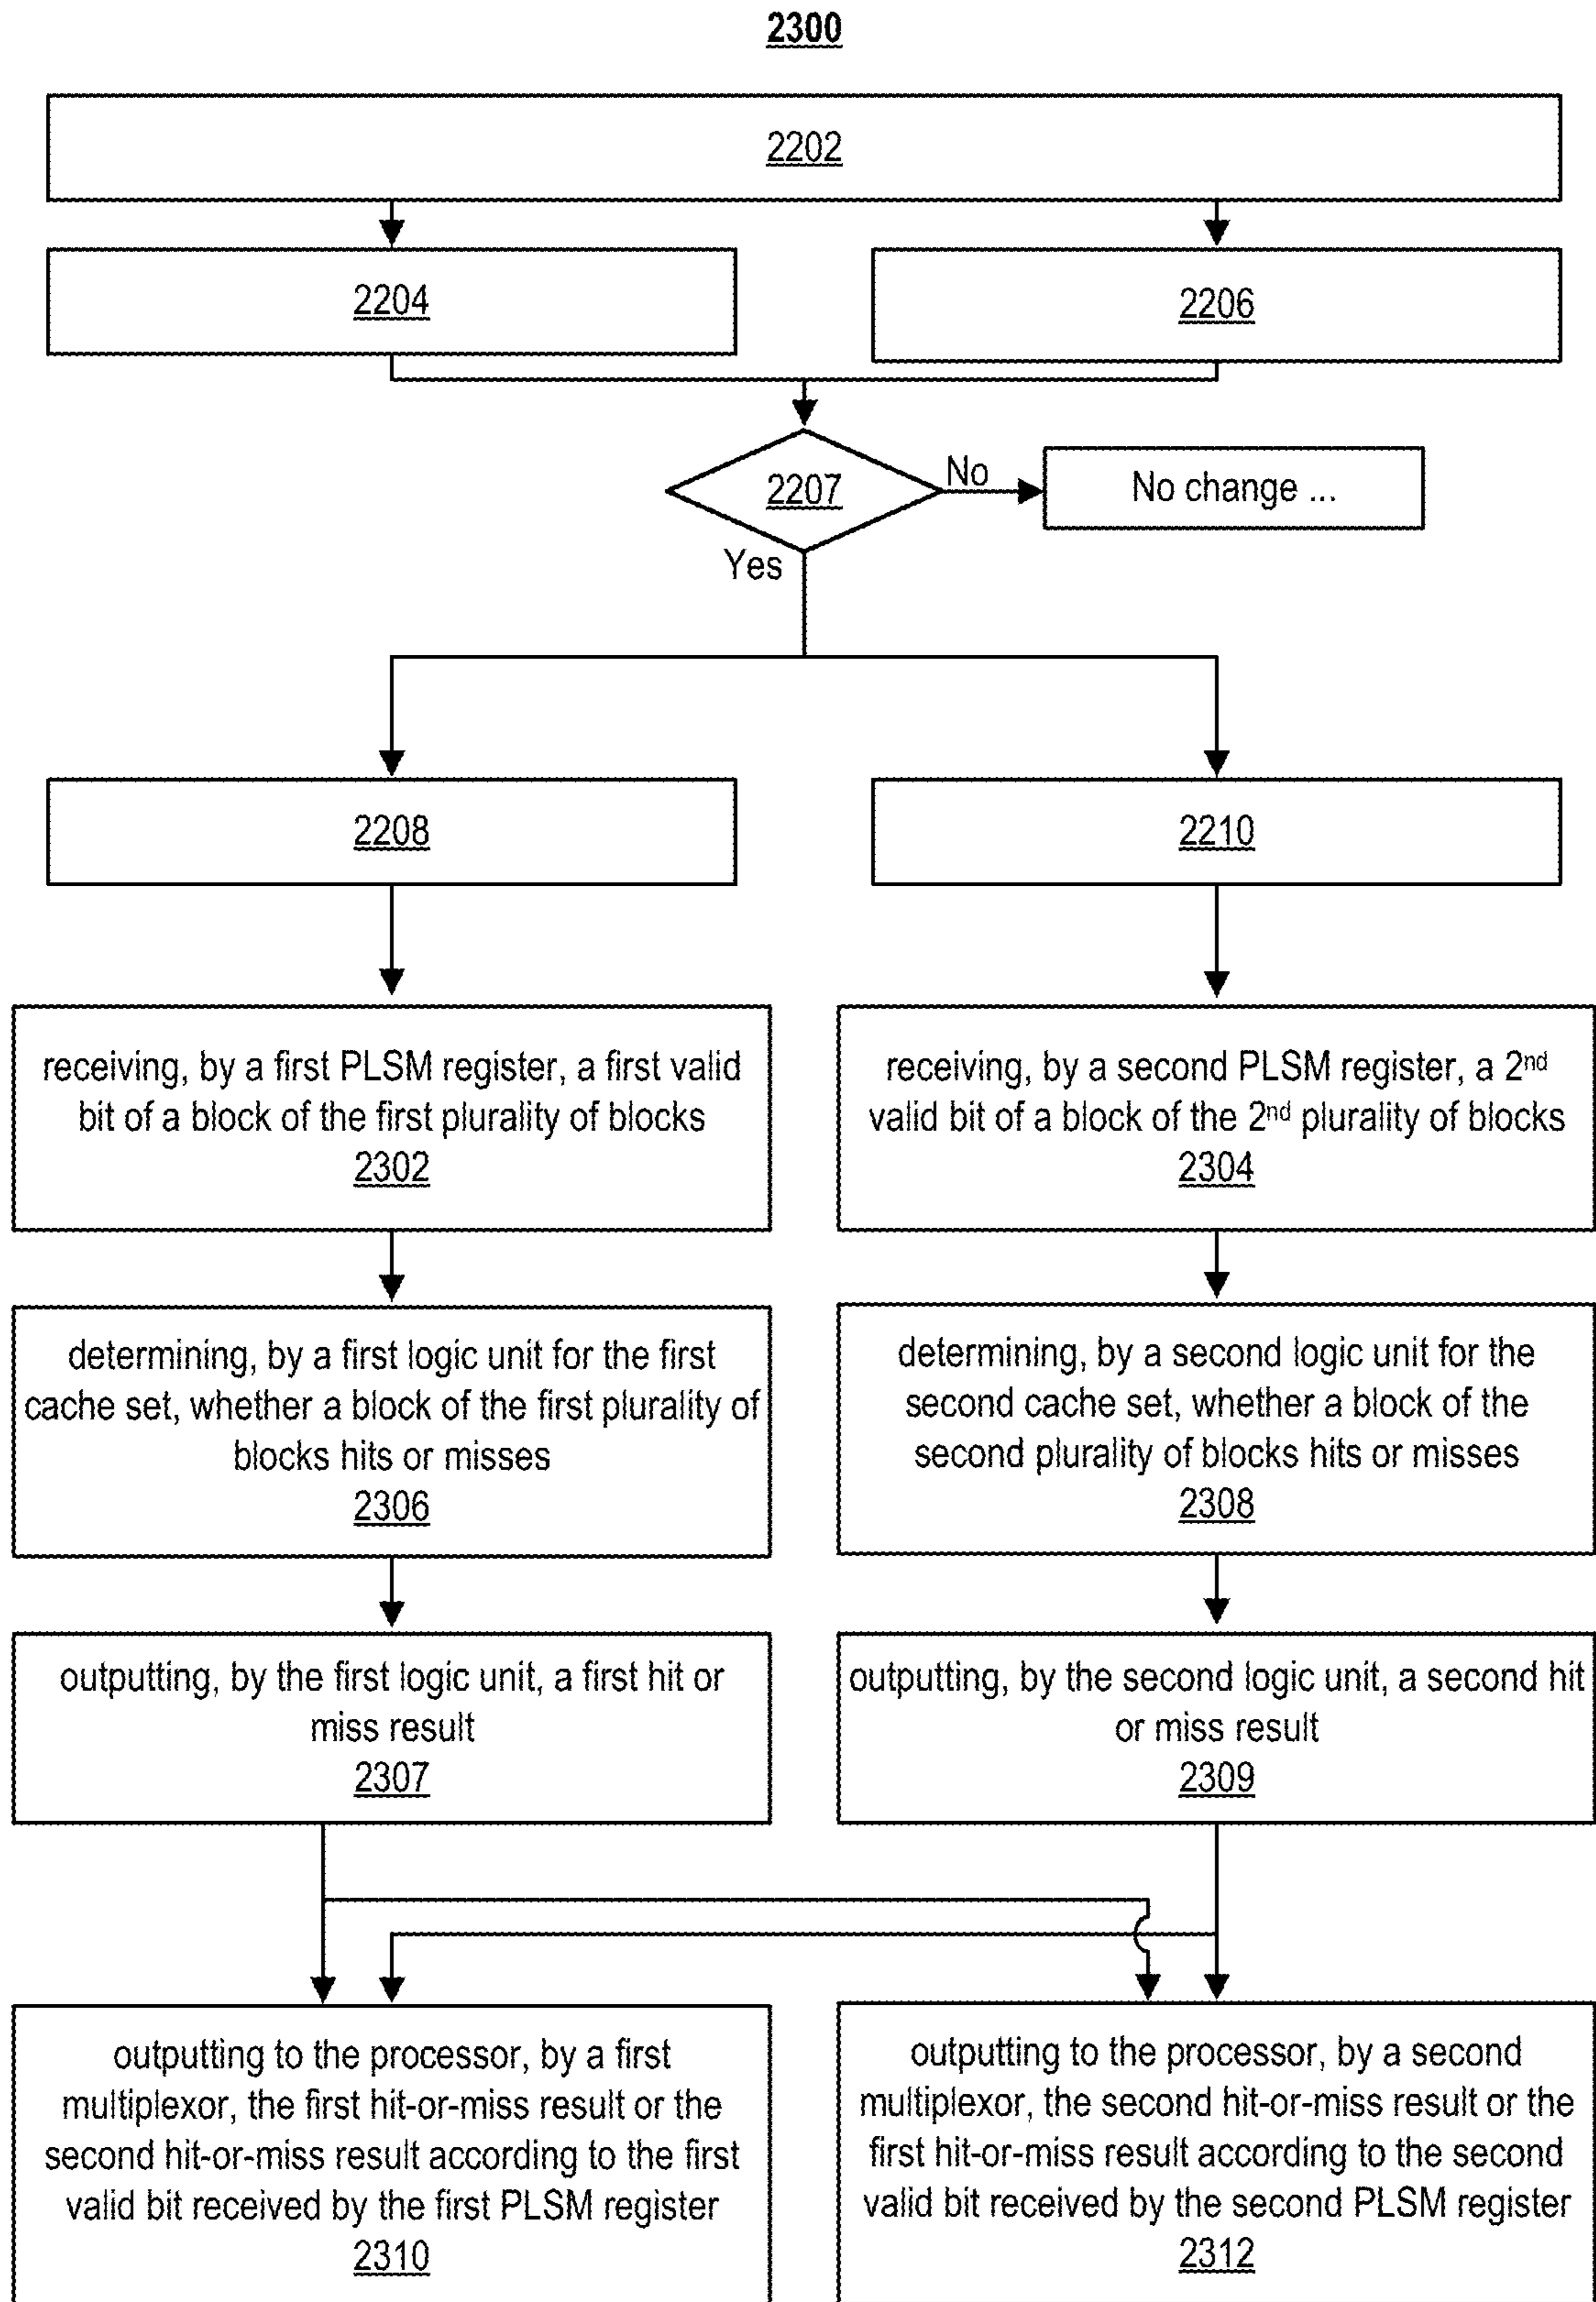 2300
2202
2204
2206
2207
No
No change ...
Yes
2208
2210
receiving, by a first PLSM register, a first valid
bit of a block of the first plurality of blocks
2302
receiving, by a second PLSM register, a 2nd
valid bit of a block of the 2nd plurality of blocks
2304
determining, by a first logic unit for the first
cache set, whether a block of the first plurality of
blocks hits or misses
2306
determining, by a second logic unit for the
second cache set, whether a block of the
second plurality of blocks hits or misses
2308
outputting, by the first logic unit, a first hit or
miss result
2307
outputting, by the second logic unit, a second hit
or miss result
2309
outputting to the processor, by a first
multiplexor, the first hit-or-miss result or the
second hit-or-miss result according to the first
valid bit received by the first PLSM register
2310
outputting to the processor, by a second
multiplexor, the second hit-or-miss result or the
first hit-or-miss result according to the second
valid bit received by the second PLSM register
2312